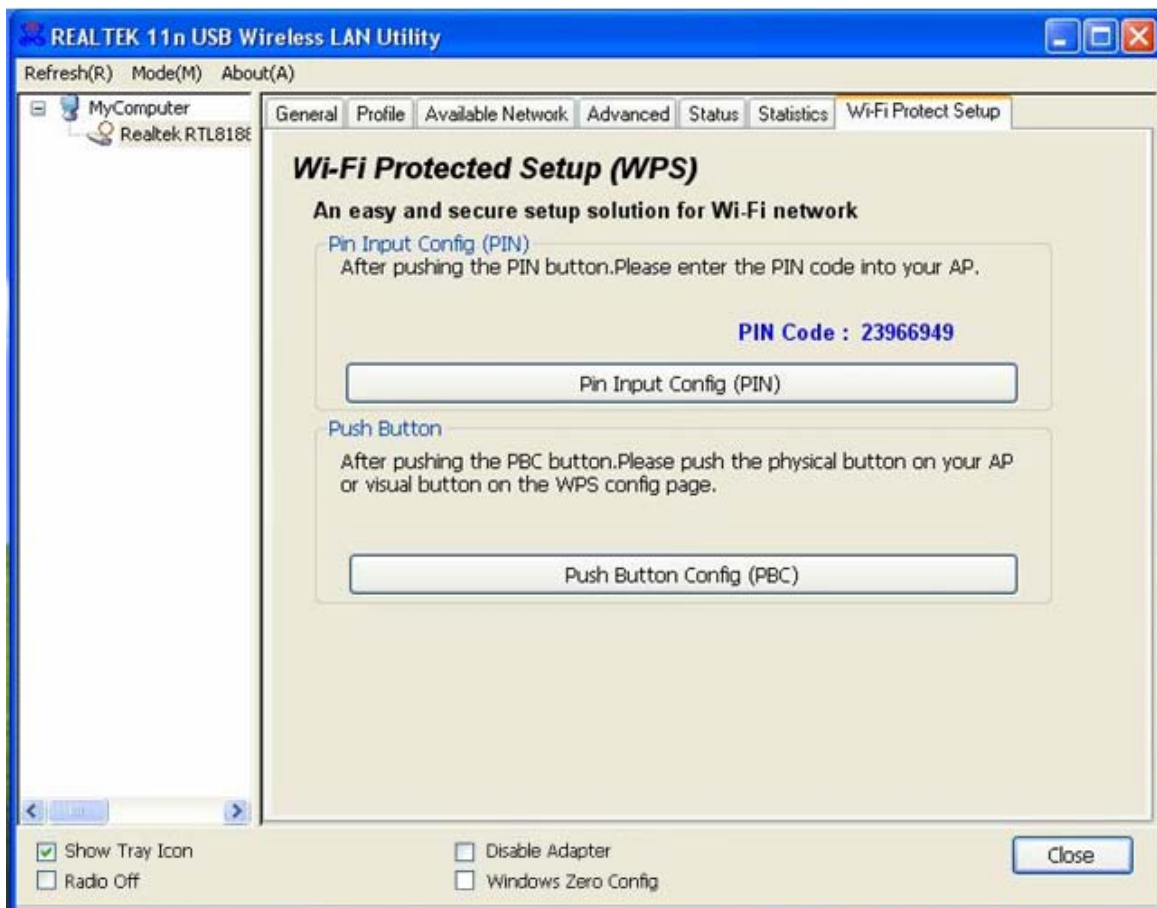 REALTEK 11n USB Wireless LAN Utility
Refresh(R) Mode(M) About(A)
MyComputer
Realtek RTL8188
General Profile Available Network Advanced Status Statistics Wi-Fi Protect Setup
Wi-Fi Protected Setup (WPS)
An easy and secure setup solution for Wi-Fi network
Pin Input Config (PIN)
After pushing the PIN button.Please enter the PIN code into your AP.
PIN Code : 23966949
Pin Input Config (PIN)
Push Button
After pushing the PBC button.Please push the physical button on your AP
or visual button on the WPS config page.
Push Button Config (PBC)
Show Tray Icon
Radio Off
Disable Adapter
Windows Zero Config
Close